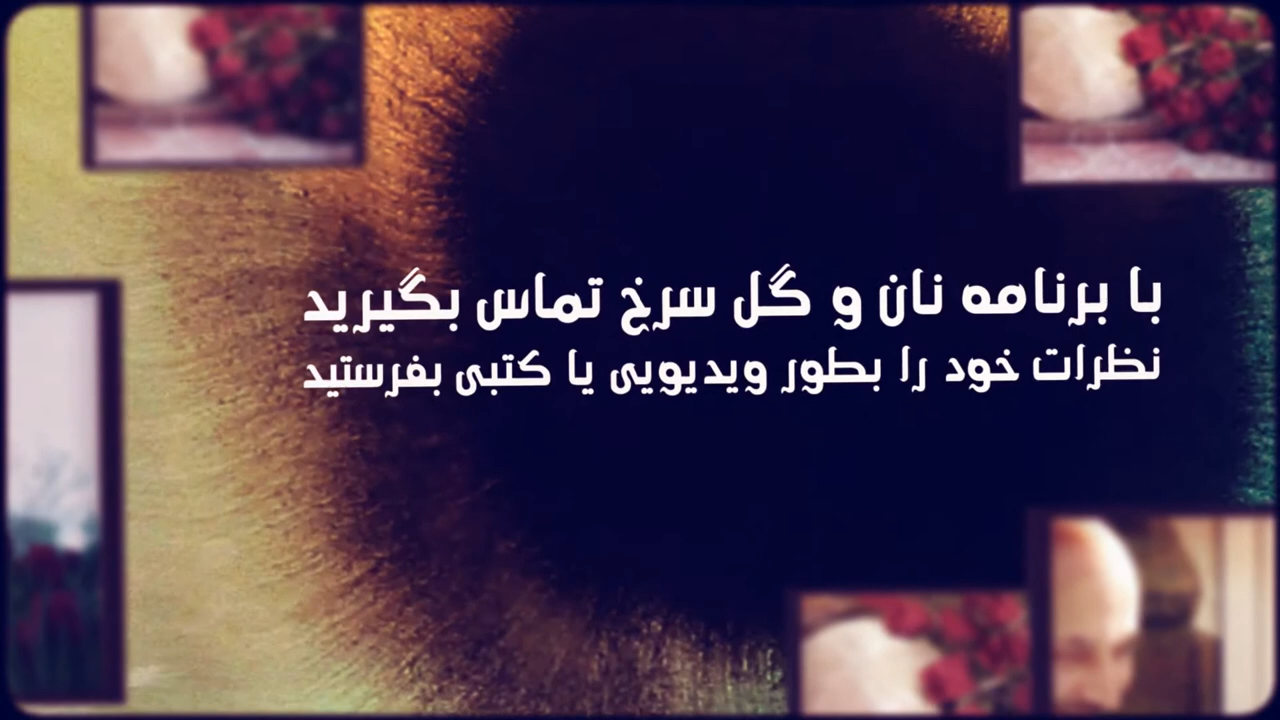 با برنامه نان و گل سرخ تماس بگیرید
نظرات خود را بطور ویدیویی یا کتبی بفرستید